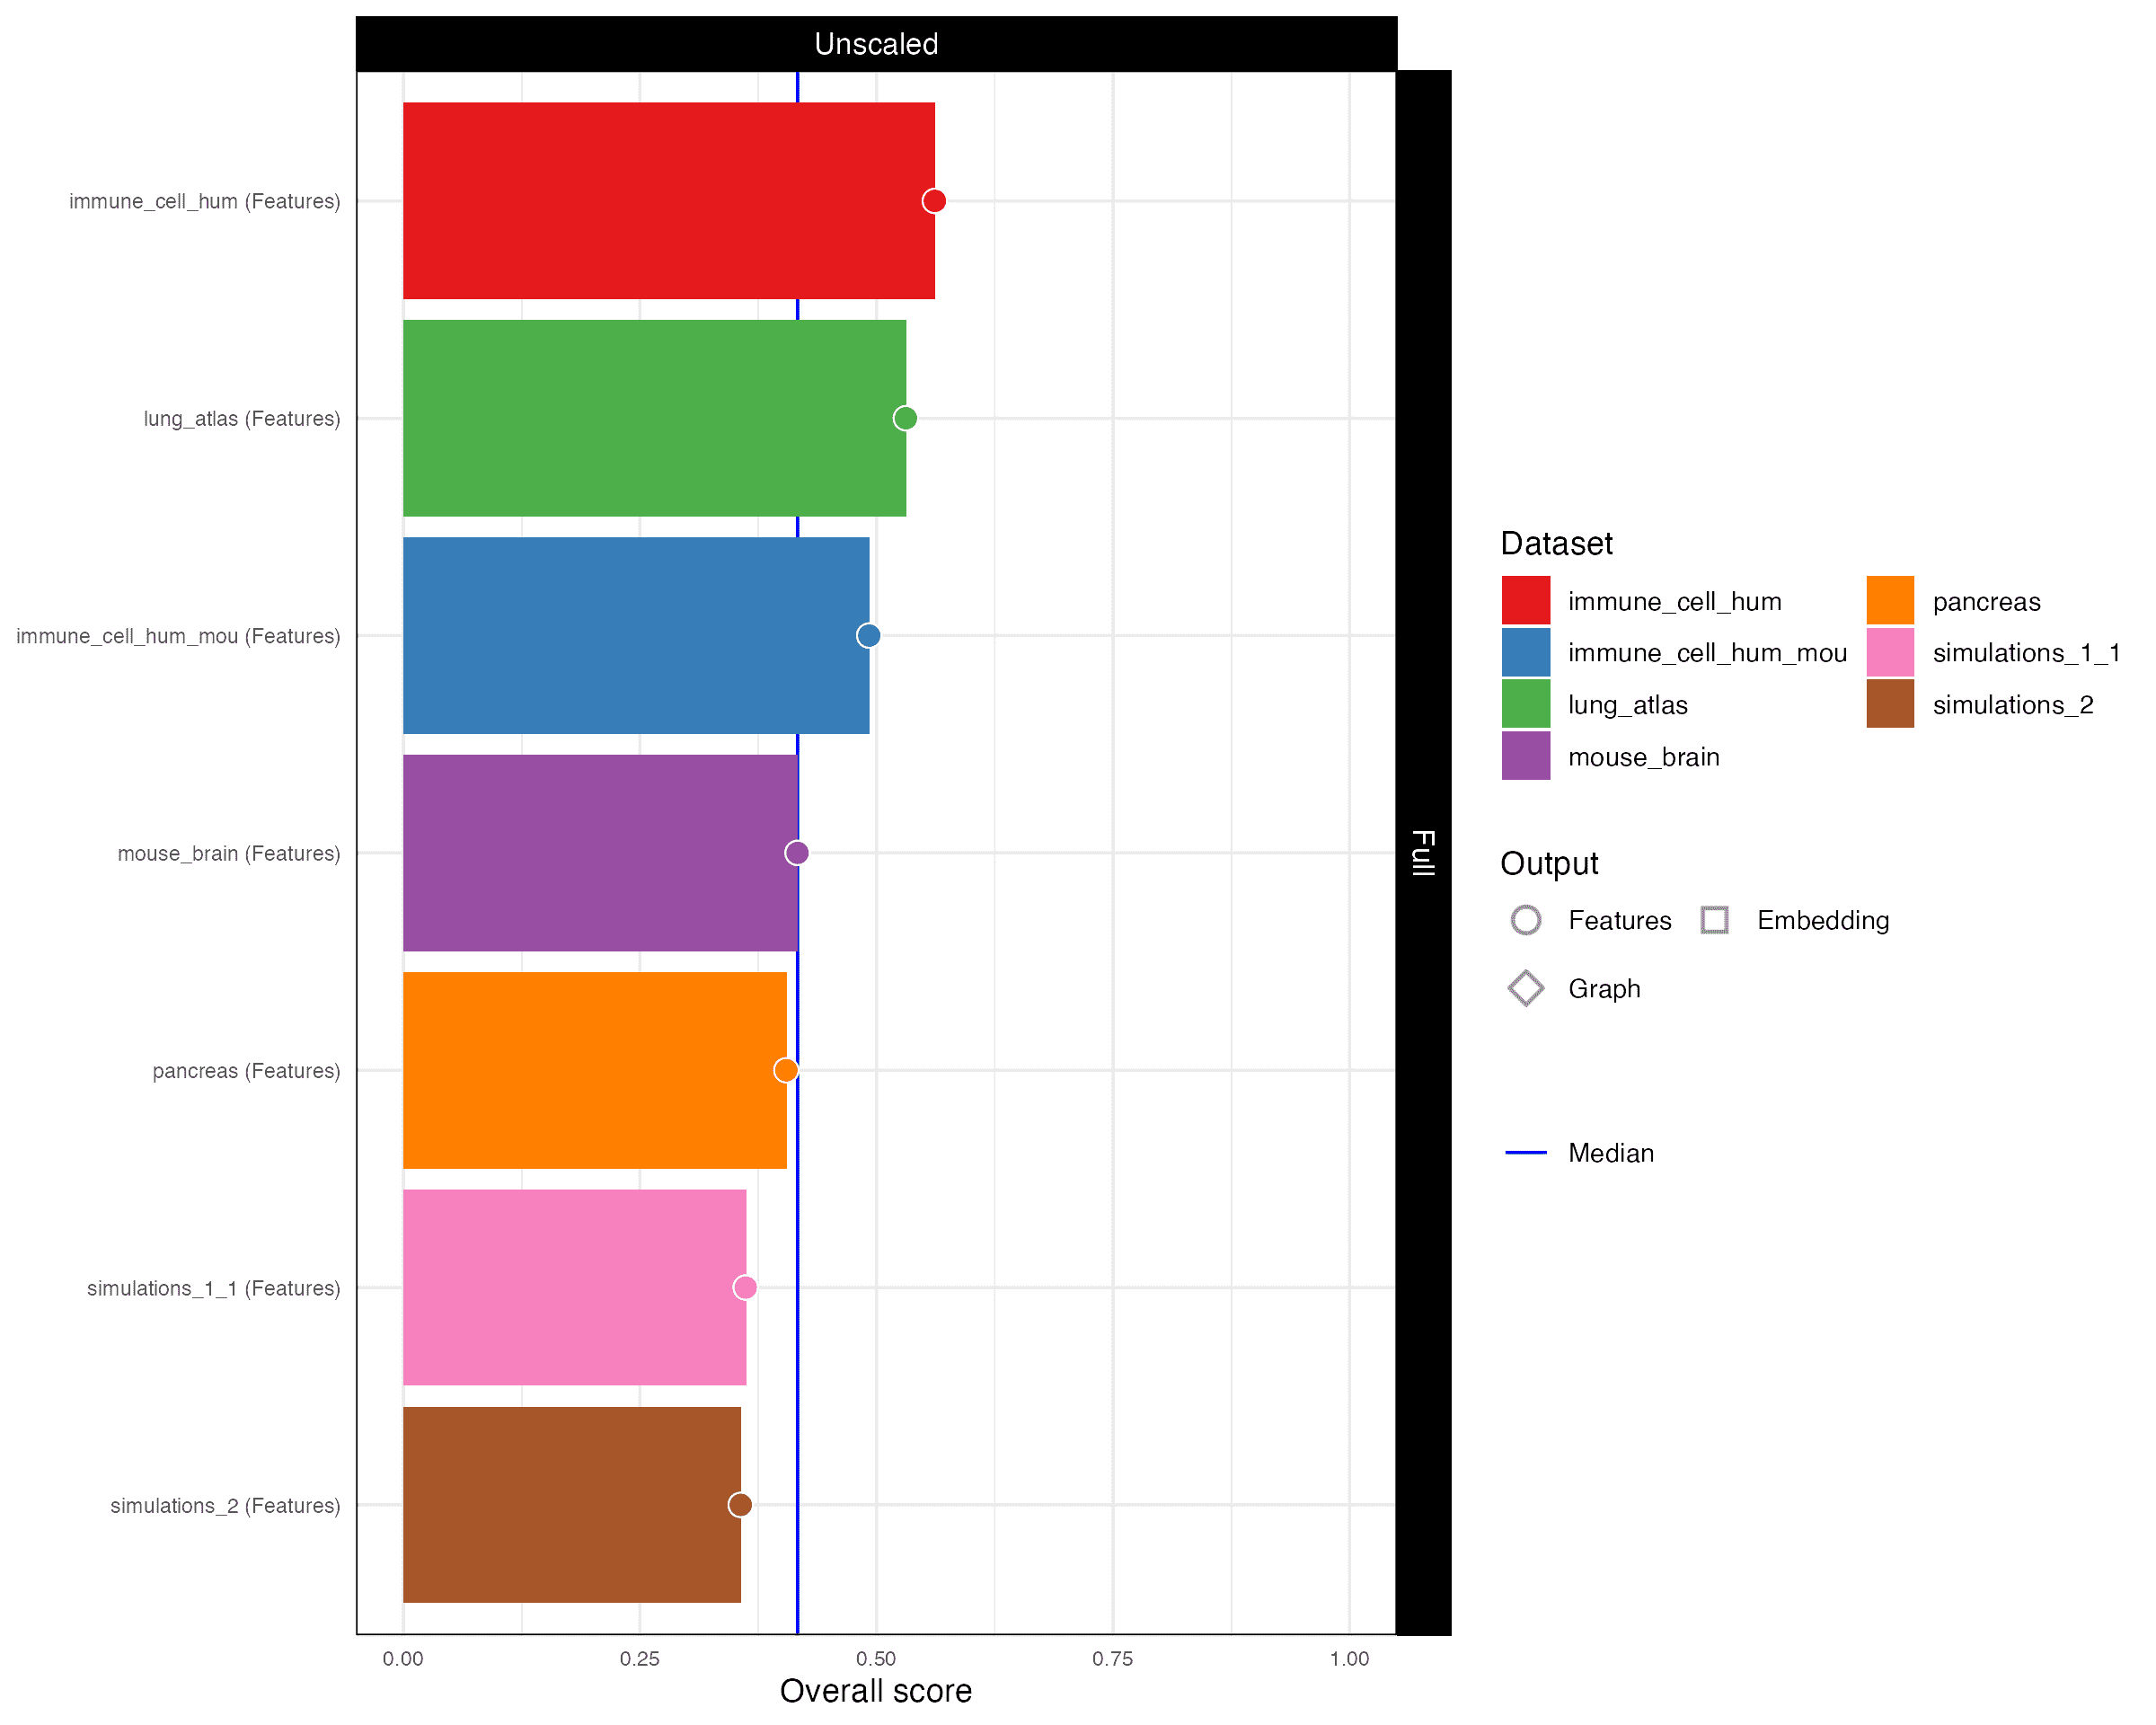 Unscaled
immune_cell_hum (Features)
lung_atlas (Features)
immune_cell_hum_mou (Features)
mouse_brain (Features)
pancreas (Features)
simulations_1_1 (Features)
simulations_2 (Features)
0.00 0.25 0.50 0.75 1.00
Overall score
Full
Dataset
immune_cell_hum pancreas
immune_cell_hum_mou simulations_1_1
lung_atlas simulations_2
mouse_brain
Output
Features Embedding
Graph
Median